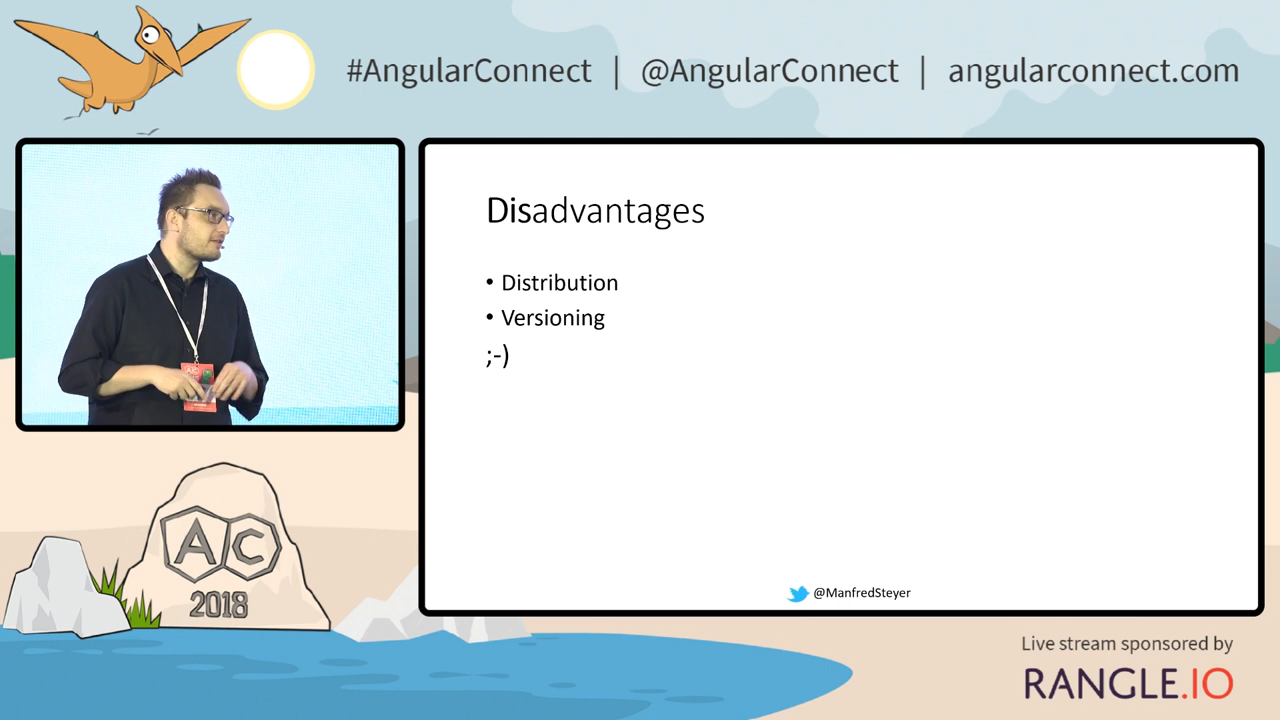 #AngularConnect | @AngularConnect | angularconnect.com
Disadvantages
• Distribution
• Versioning
;-)
@ManfredSteyer
AC
2018
Live stream sponsored by
RANGLE.IO